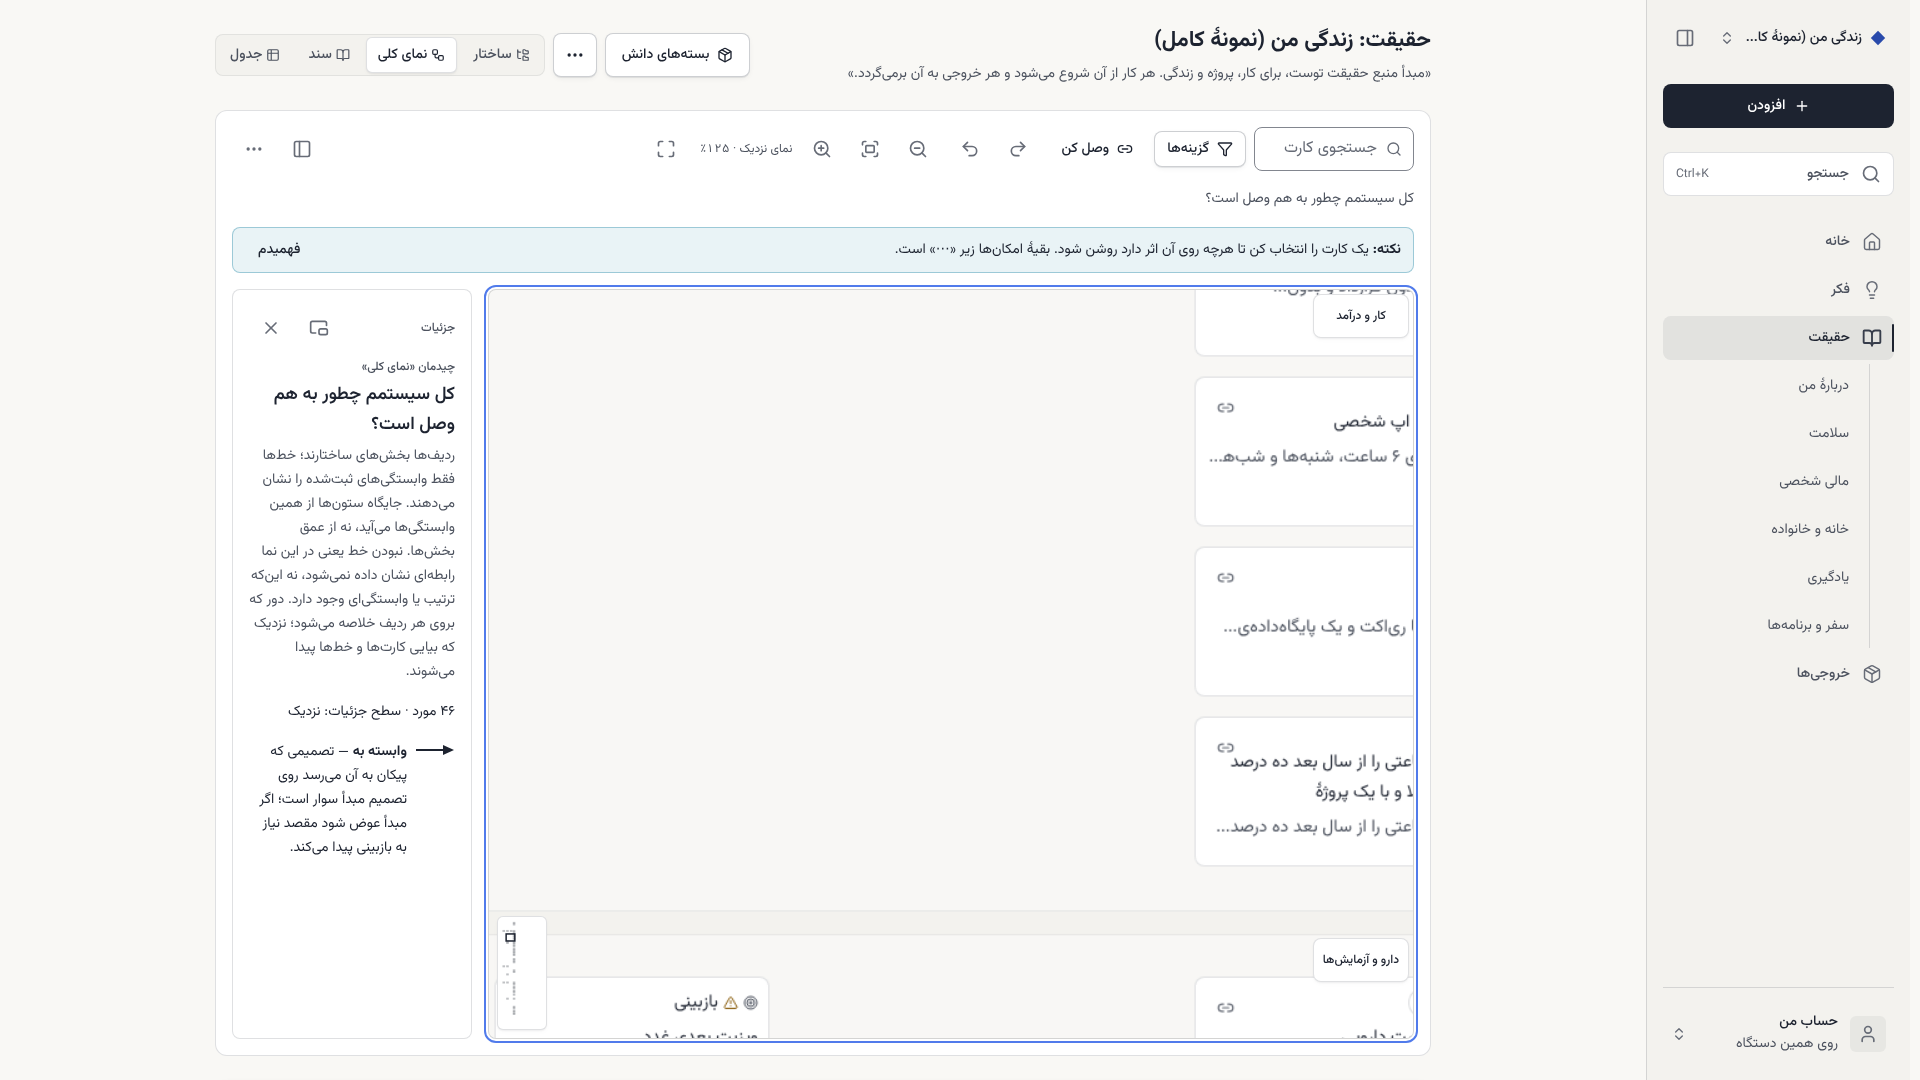 زندگی من (نمونهٔ کا...
افزودن
جستجو
Ctrl+K
خانه
فکر
حقیقت
دربارهٔ من
سلامت
مالی شخصی
خانه و خانواده
یادگیری
سفر و برنامه‌ها
خروجی‌ها
حساب من
روی همین دستگاه
حقیقت: زندگی من (نمونهٔ کامل)
«مبدأ منبع حقیقت توست، برای کار، پروژه و زندگی. هر کار از آن شروع می‌شود و هر خروجی به آن برمی‌گردد.»
بسته‌های دانش
ساختار
نمای کلی
سند
جدول
جستجوی کارت
گزینه‌ها
وصل کن
نمای نزدیک · ۱۲۵٪
کل سیستمم چطور به هم وصل است؟
نکته: یک کارت را انتخاب کن تا هرچه روی آن اثر دارد روشن شود. بقیهٔ امکان‌ها زیر «···» است.
فهمیدم
کار و درآمد
اپ شخصی
ی ۶ ساعت، شنبه‌ها و شب‌ه...
ری‌اکت و یک پایگاه‌داده‌ی...
عتی را از سال بعد ده درصد
و با یک پروژهٔ
عتی را از سال بعد ده درصد...
دارو و آزمایش‌ها
بازبینی
ویزیت بعدی غدد
جزئیات
چیدمان «نمای کلی»
کل سیستمم چطور به هم
وصل است؟
ردیف‌ها بخش‌های ساختارند؛ خط‌ها
فقط وابستگی‌های ثبت‌شده را نشان
می‌دهند. جایگاه ستون‌ها از همین
وابستگی‌ها می‌آید، نه از عمق
بخش‌ها. نبودن خط یعنی در این نما
رابطه‌ای نشان داده نمی‌شود، نه این‌که
ترتیب یا وابستگی‌ای وجود دارد. دور که
بروی هر ردیف خلاصه می‌شود؛ نزدیک
که بیایی کارت‌ها و خط‌ها پیدا
می‌شوند.
۴۶ مورد · سطح جزئیات: نزدیک
وابسته به — تصمیمی که
پیکان به آن می‌رسد روی
تصمیم مبدأ سوار است؛ اگر
مبدأ عوض شود مقصد نیاز
به بازبینی پیدا می‌کند.